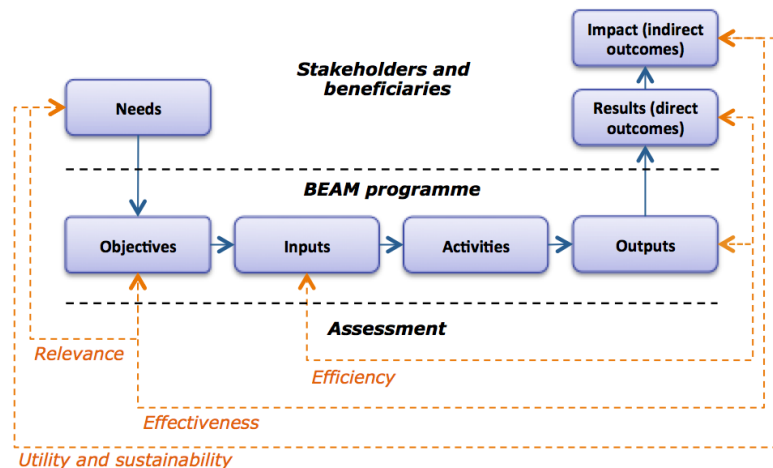 Impact (indirect
outcomes)
Stakeholders and
beneficiaries
Needs
Results (direct
outcomes)
BEAM programme
Objectives
Inputs
Activities
Outputs
Assessment
Relevance
Efficiency
Effectiveness
Utility and sustainability